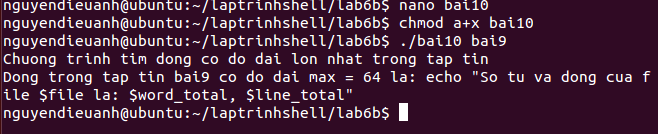 nguyendieuanh@ubuntu:~/laptrinhshell/lab6b$ nano bai10
nguyendieuanh@ubuntu:~/laptrinhshell/lab6b$ chmod a+x bai10
nguyendieuanh@ubuntu:~/laptrinhshell/lab6b$ ./bai10 bai9
Chuong trinh tim dong co do dai lon nhat trong tap tin
Dong trong tap tin bai9 co do dai max = 64 la: echo "So tu va dong cua f
ile $file la: $word_total, $line_total"
nguyendieuanh@ubuntu:~/laptrinhshell/lab6b$